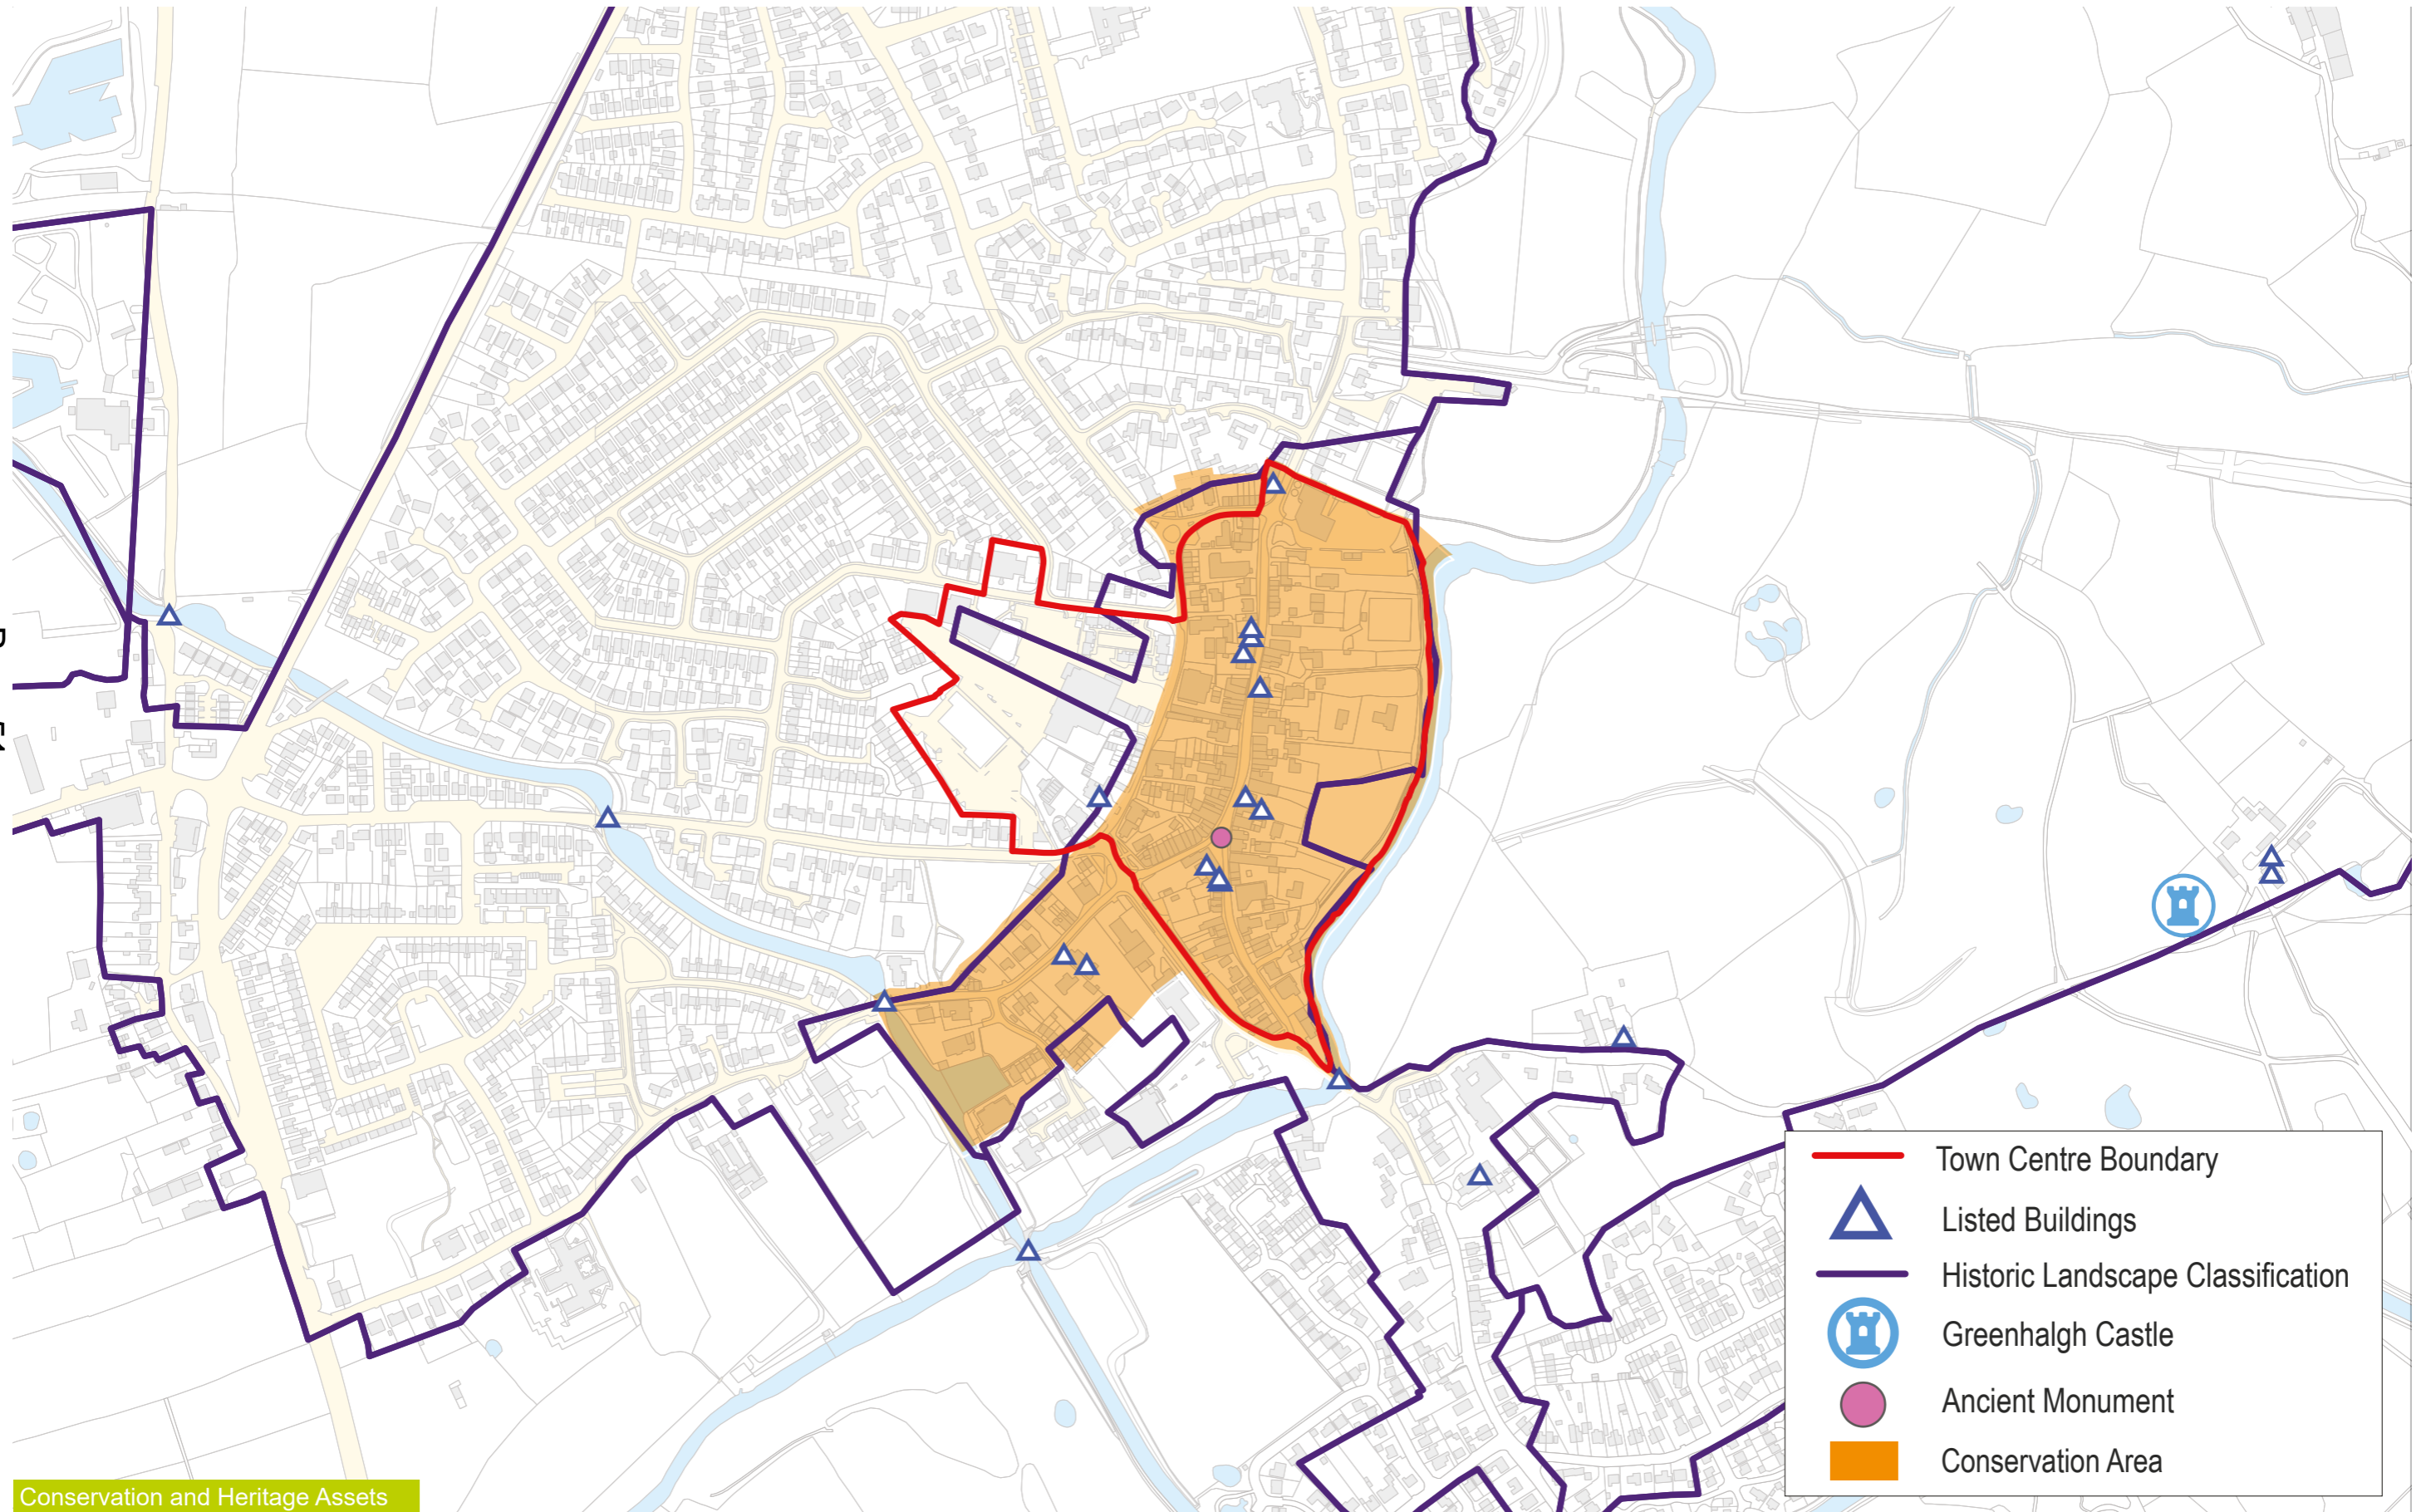 Town Centre Boundary
Listed Buildings
Historic Landscape Classification
Greenhalgh Castle
Ancient Monument
Conservation Area
Conservation and Heritage Assets